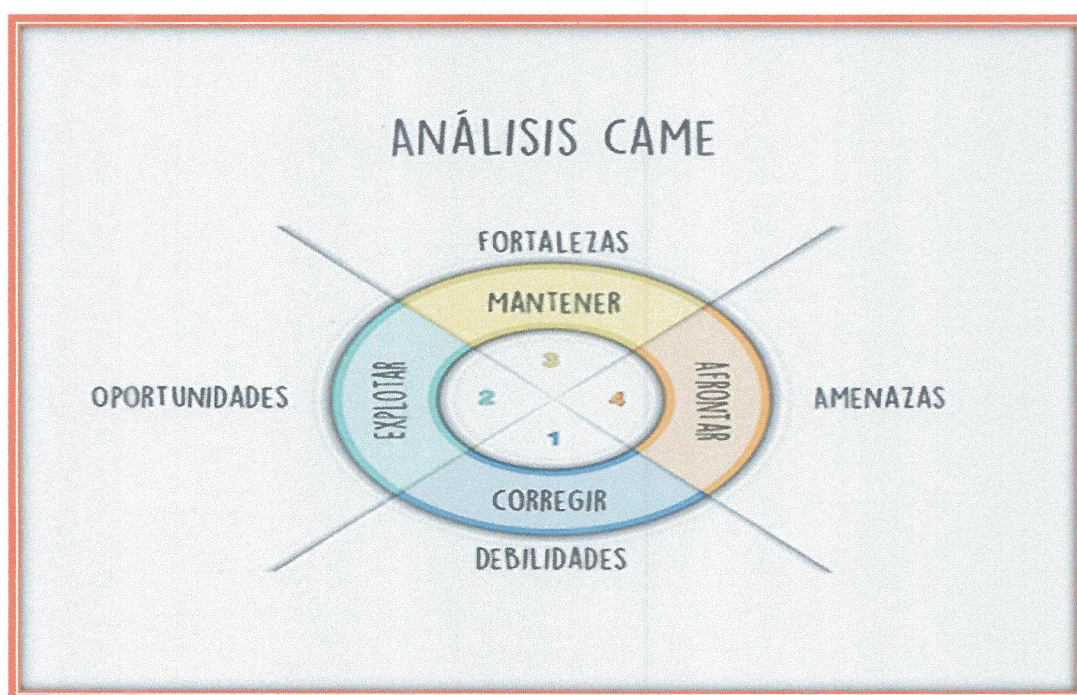 ANÁLISIS CAME
FORTALEZAS
MANTENER
3
OPORTUNIDADES
EXPLOTAR
2
4
AFRONTAR
AMENAZAS
1
CORREGIR
DEBILIDADES